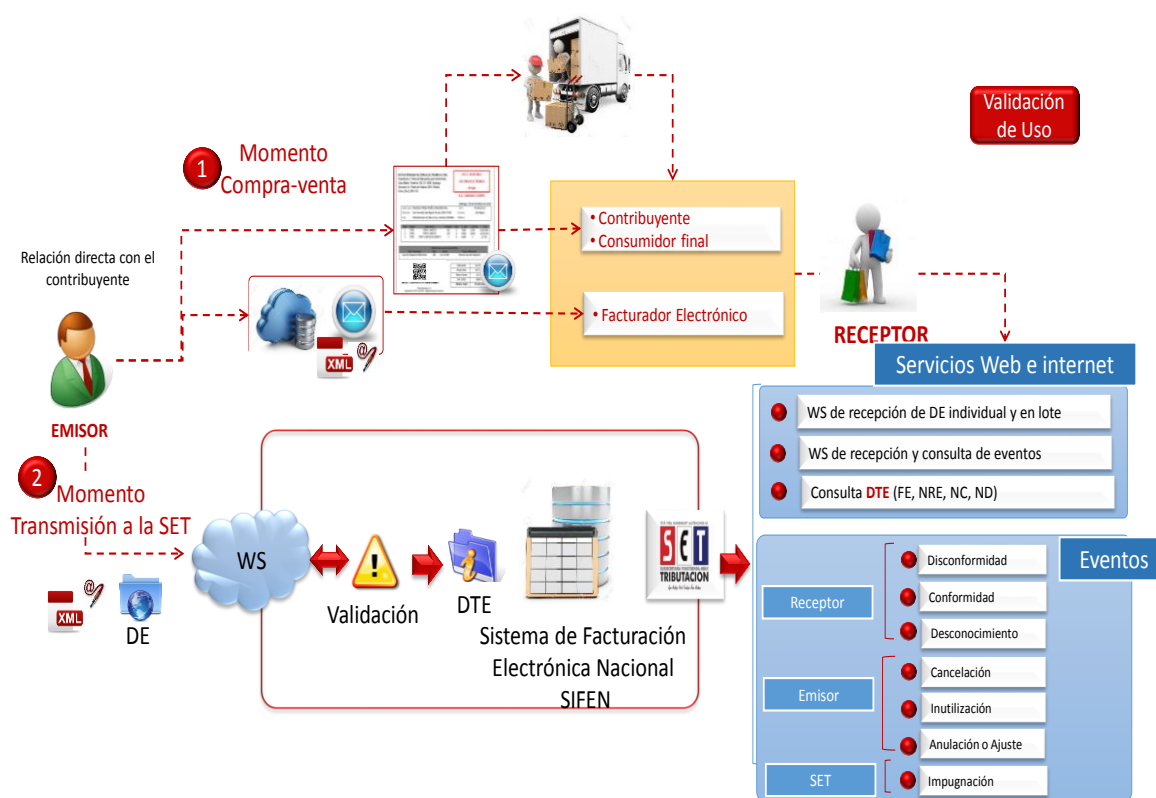 Validación
de Uso
1
Momento
Compra-venta
Relación directa con el
contribuyente
• Contribuyente
• Consumidor final
• Facturador Electrónico
XML
EMISOR
RECEPTOR
Servicios Web e internet
WS de recepción de DE individual y en lote
WS de recepción y consulta de eventos
Consulta DTE (FE, NRE, NC, ND)
2
Momento
Transmisión a la SET
XML
DE
WS
Validación
DTE
Sistema de Facturación
Electrónica Nacional
SIFEN
SET
TRIBUTACION
Eventos
Receptor
Disconformidad
Conformidad
Desconocimiento
Emisor
Cancelación
Inutilización
Anulación o Ajuste
SET
Impugnación